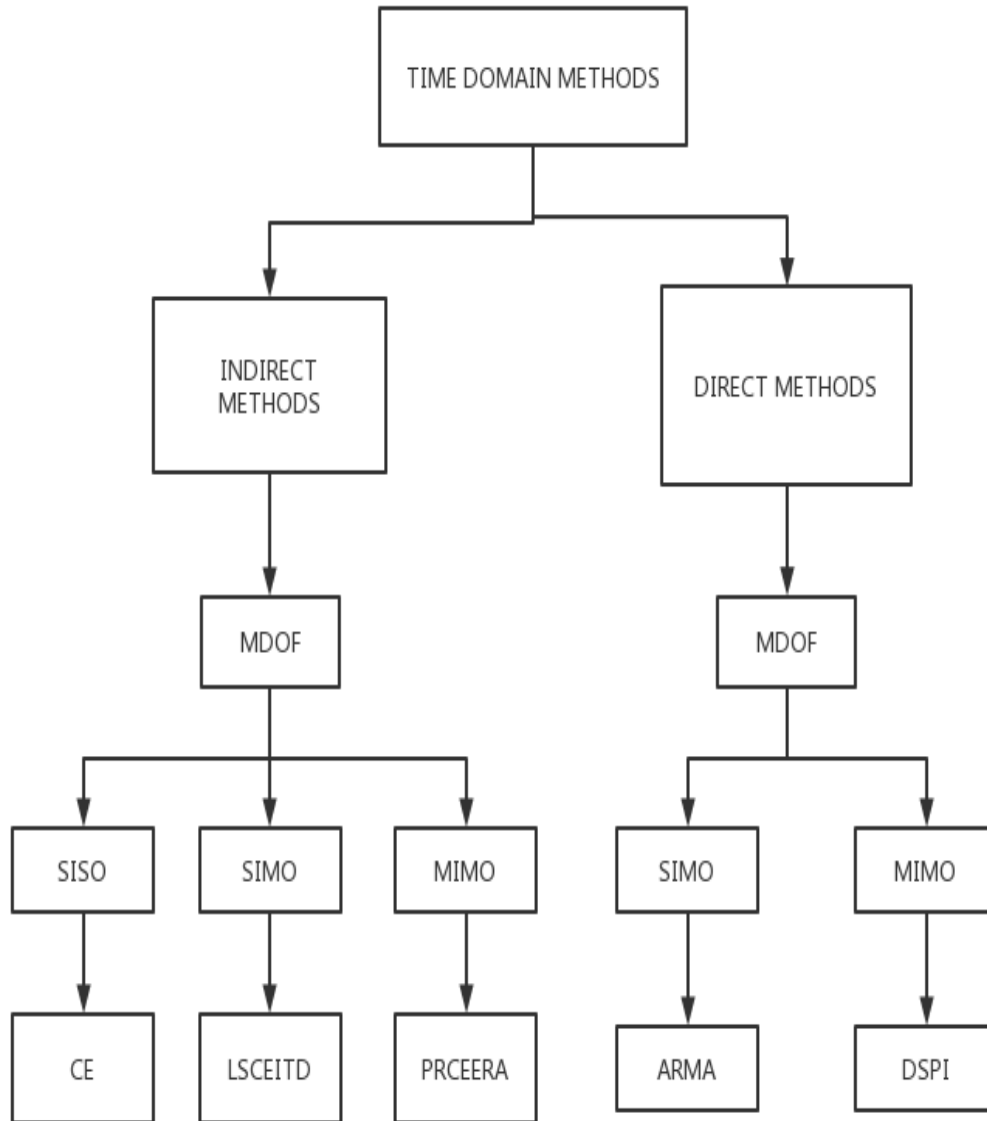 TIME DOMAIN METHODS
INDIRECT
METHODS
DIRECT METHODS
MDOF
MDOF
SISO
SIMO
MIMO
SIMO
MIMO
CE
LSCEITD
PRCEERA
ARMA
DSPI